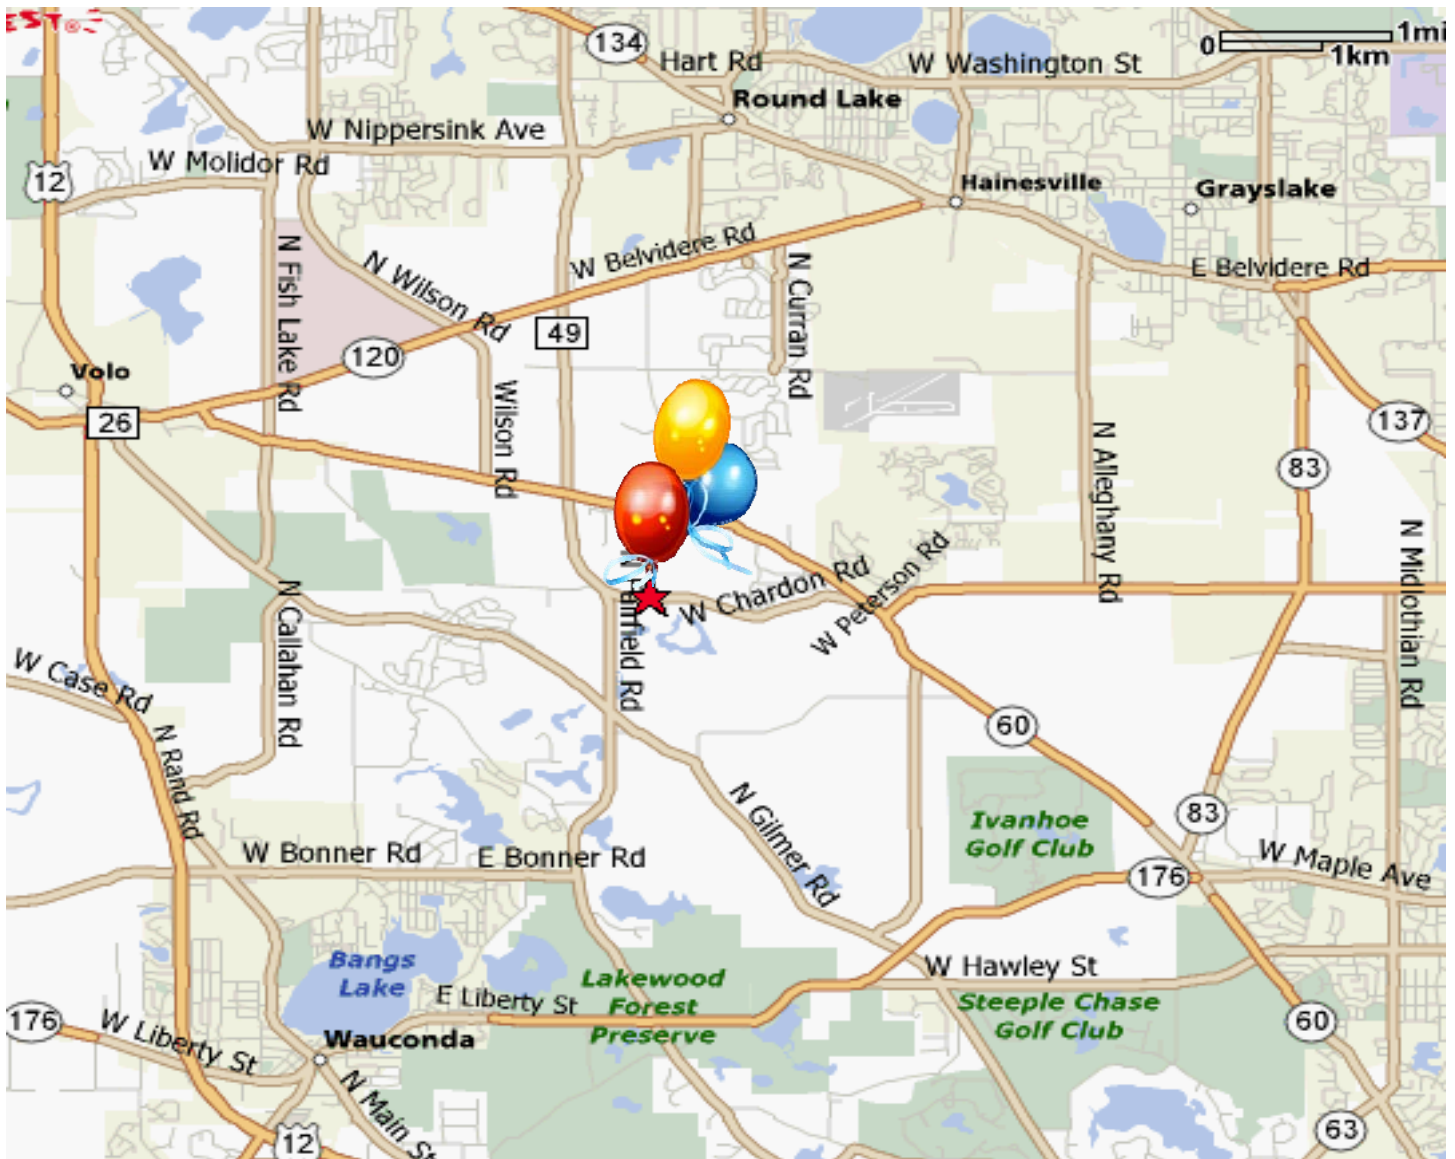 EST®
134
Hart Rd
W Washington St
0
1mi
1km
Round Lake
W Nippersink Ave
W Molidor Rd
12
Hainesville
Grayslake
N Fish Lake Rd
N Wilson Rd
W Belvidere Rd
N Curran Rd
E Belvidere Rd
49
120
Volo
26
Wilson Rd
137
83
N Alleghany Rd
N Midlothian Rd
W Chardon Rd
W Peterson Rd
N Callahan Rd
Rd
W Case Rd
N Rand Rd
60
N Gilmer Rd
Ivanhoe
Golf Club
83
W Bonner Rd
E Bonner Rd
176
W Maple Ave
Bangs
Lake
Lakewood
Forest
Preserve
W Hawley St
E Liberty St
Steeple Chase
Golf Club
176
W Liberty St
Wauconda
60
N Main St
12
63